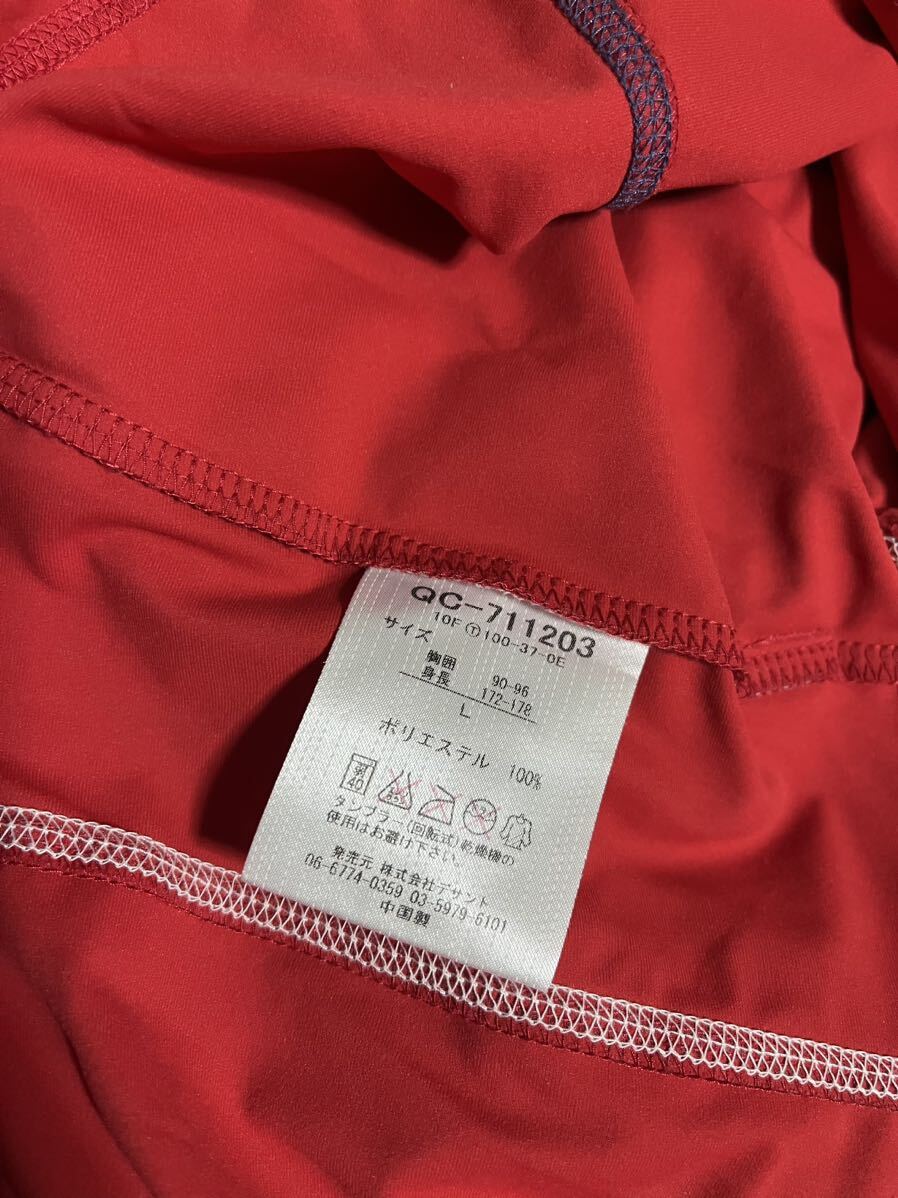 QC-711203
10F Ⓣ100-37-0E
サイズ
胸囲 90-96
身長 172-178
L
ポリエステル 100%
弱 40
タンブラー(回転式)乾燥機の
使用はお避け下さい。
発売元 株式会社デサント
06-6774-0359 03-5979-6101
中国製